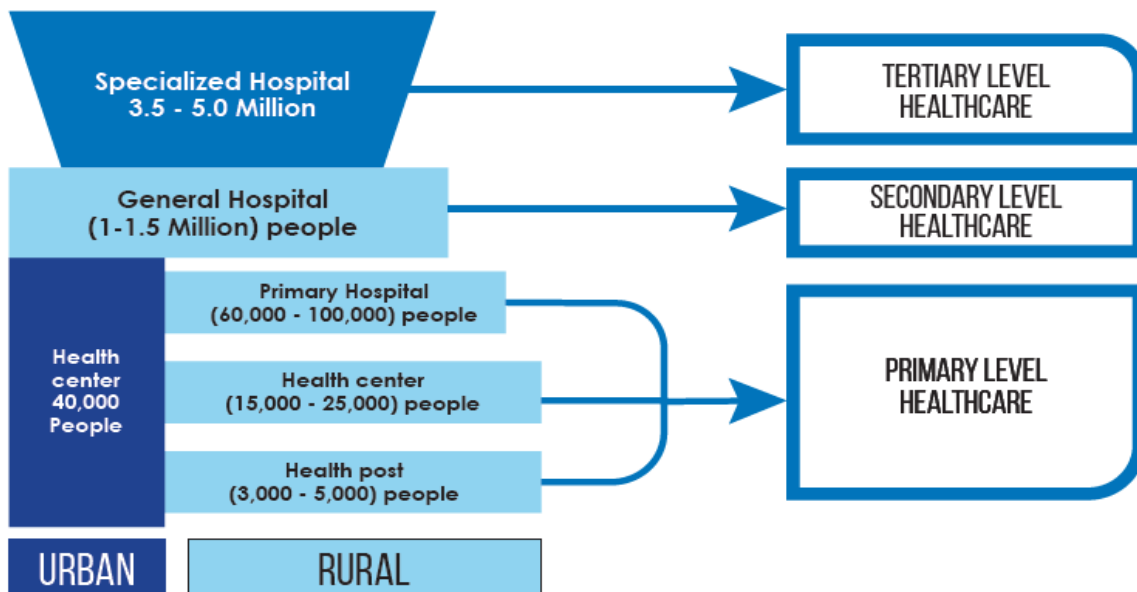 Specialized Hospital
3.5 - 5.0 Million
TERTIARY LEVEL
HEALTHCARE
General Hospital
(1-1.5 Million) people
SECONDARY LEVEL
HEALTHCARE
Health
center
40,000
People
Primary Hospital
(60,000 - 100,000) people
Health center
(15,000 - 25,000) people
Health post
(3,000 - 5,000) people
PRIMARY LEVEL
HEALTHCARE
URBAN
RURAL